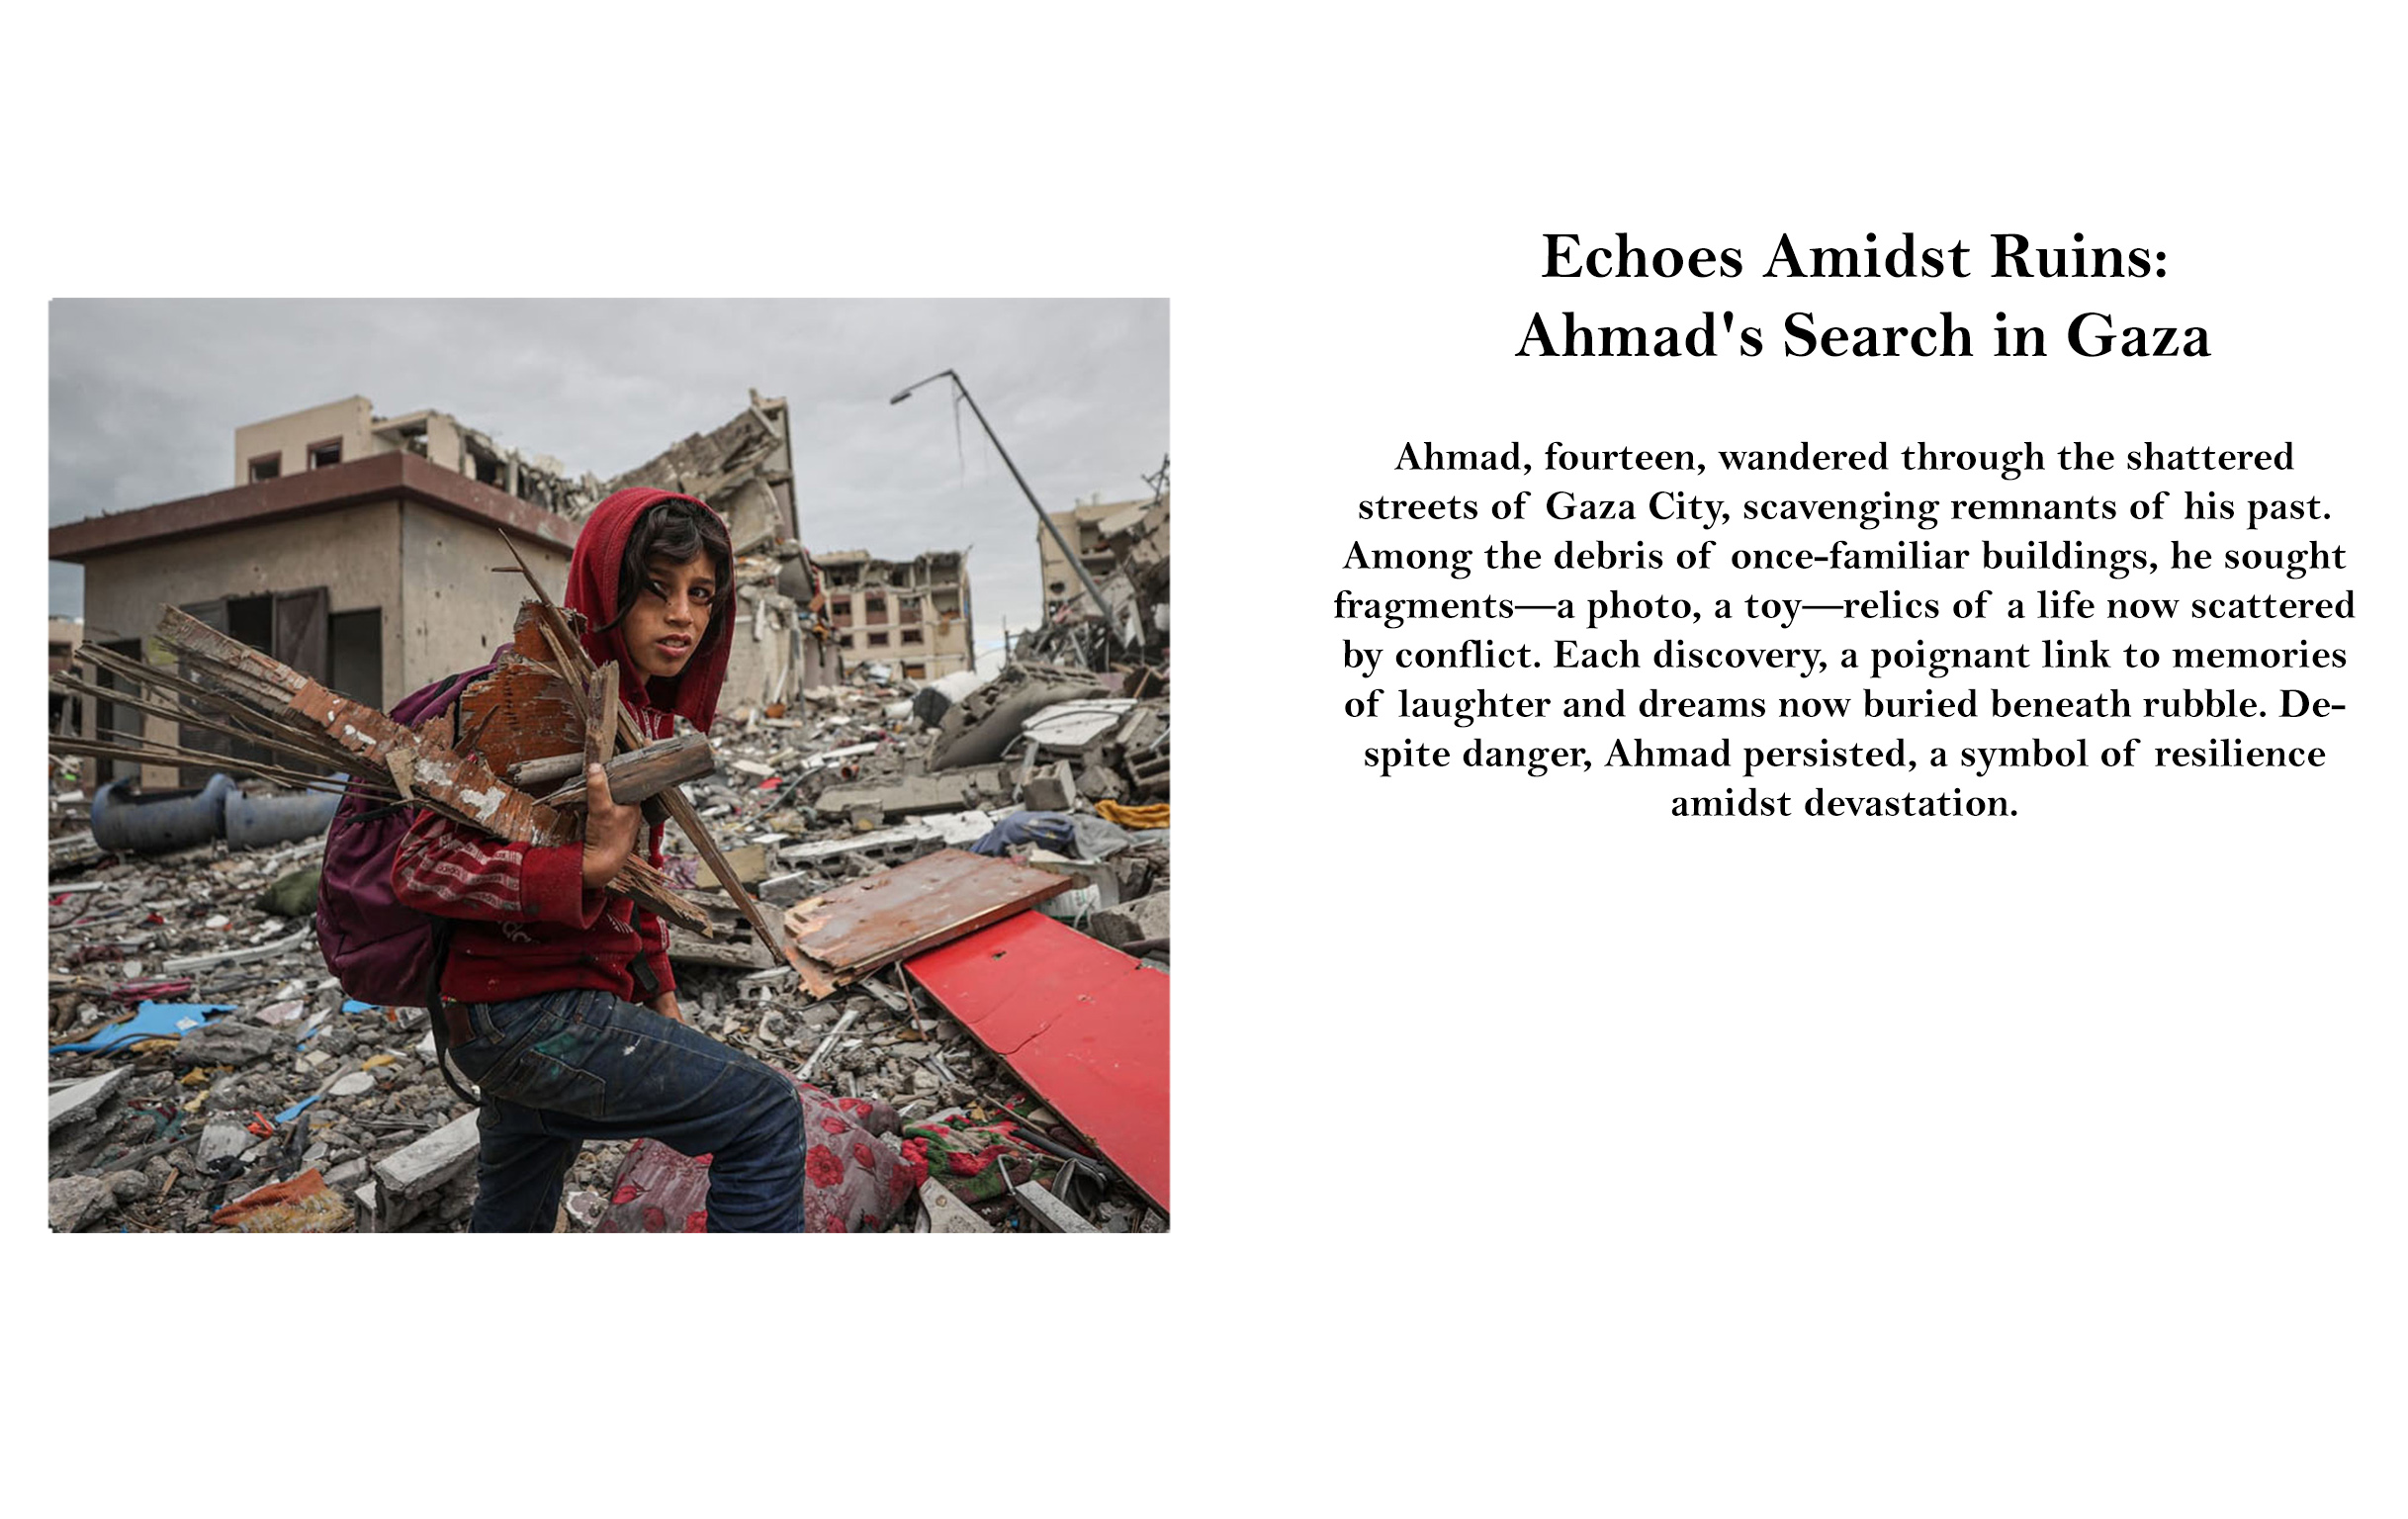 Echoes Amidst Ruins:
Ahmad's Search in Gaza
Ahmad, fourteen, wandered through the shattered
streets of Gaza City, scavenging remnants of his past.
Among the debris of once-familiar buildings, he sought
fragments—a photo, a toy—relics of a life now scattered
by conflict. Each discovery, a poignant link to memories
of laughter and dreams now buried beneath rubble. De-
spite danger, Ahmad persisted, a symbol of resilience
amidst devastation.